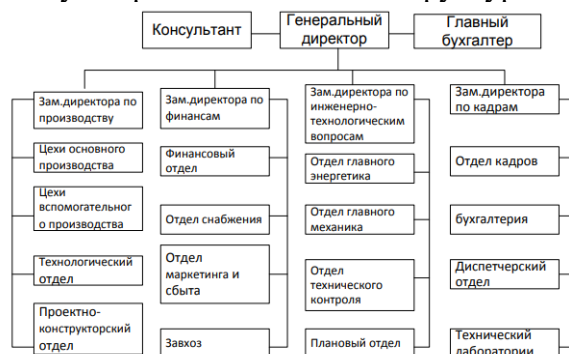 Консультант
Генеральный
директор
Главный
бухгалтер
Зам.директора по
производству
Зам.директора по
финансам
Зам.директора по
инженерно-
технологическим
вопросам
Зам.директора
по кадрам
Цехи основного
производства
Финансовый
отдел
Отдел главного
энергетика
Отдел кадров
Цехи
вспомогательног
о производства
Отдел снабжения
Отдел главного
механика
бухгалтерия
Технологический
отдел
Отдел
маркетинга и
сбыта
Отдел
технического
контроля
Диспетчерский
отдел
Проектно-
конструкторский
отдел
Завхоз
Плановый отдел
Технический
лаборатории